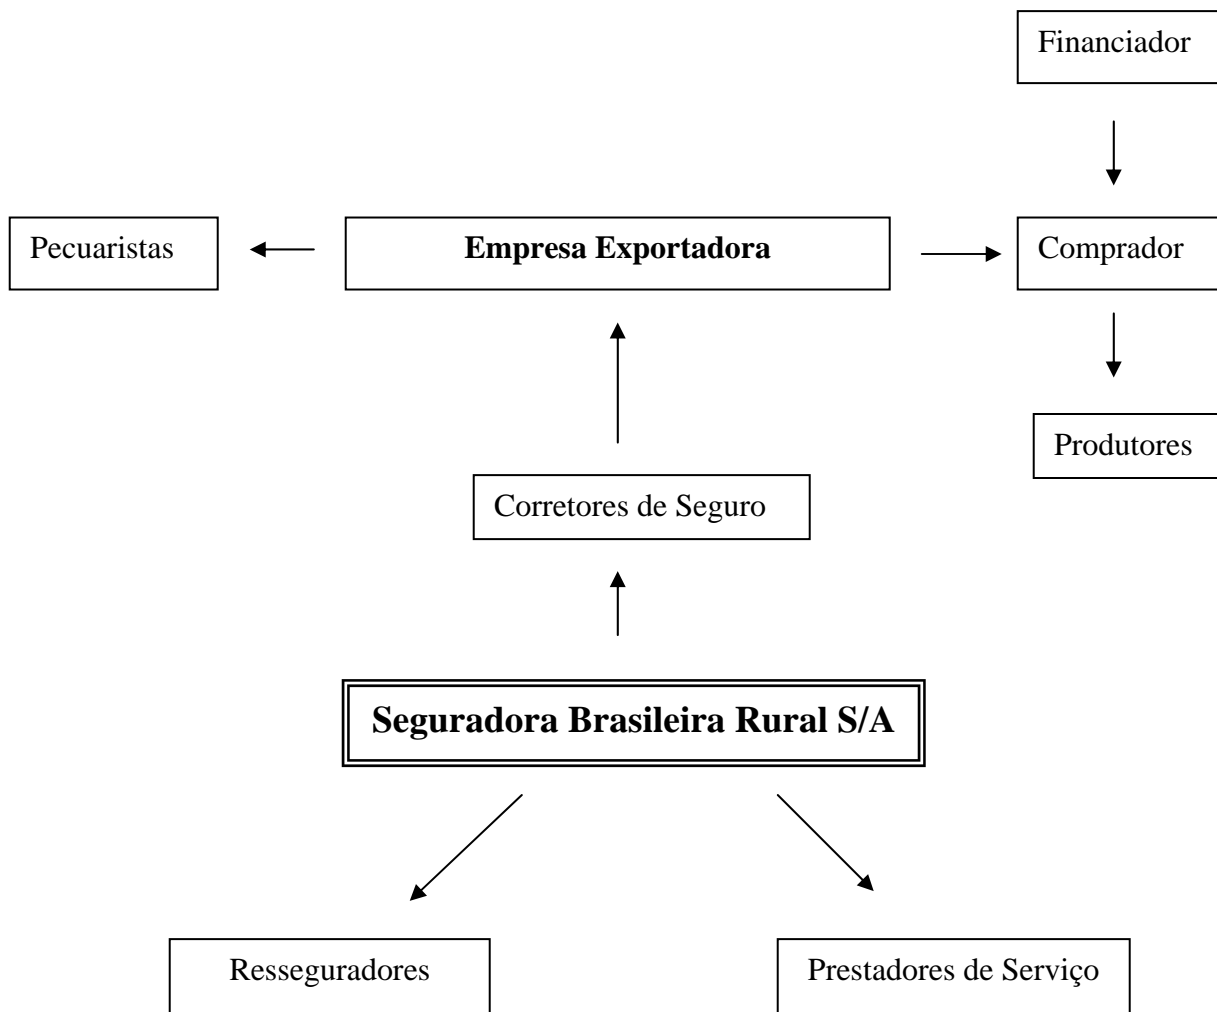 Financiador
Pecuaristas
Empresa Exportadora
Comprador
Produtores
Corretores de Seguro
Seguradora Brasileira Rural S/A
Resseguradores
Prestadores de Serviço